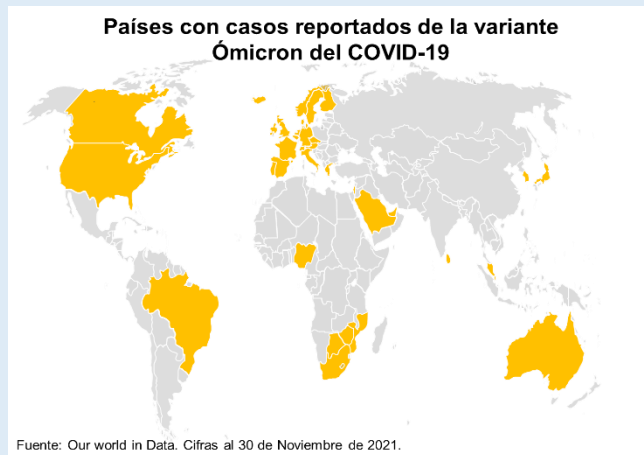 Países con casos reportados de la variante
Ómicron del COVID-19
Fuente: Our world in Data. Cifras al 30 de Noviembre de 2021.